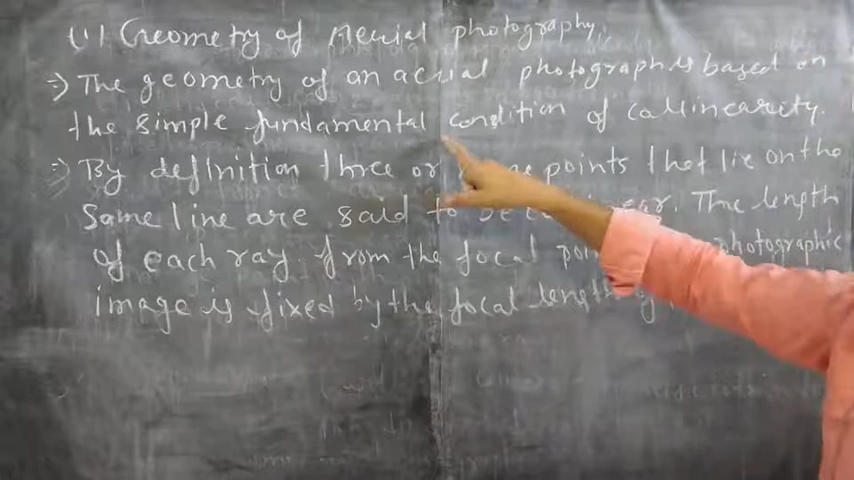 (1) Geometry of Aerial photography,
⇒ The geometry of an aerial photograph is based on
the simple fundamental condition of callinearity.
⇒ By definition three or points that lie on the
Same line are said to be The length
of each ray from the focal photographic
image is fixed by the focal length